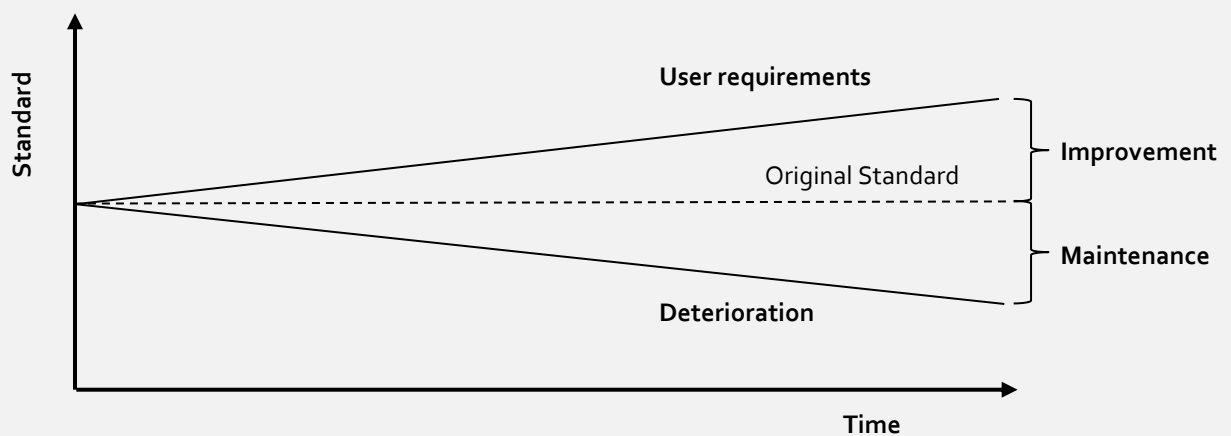 Standard
User requirements
Improvement
Original Standard
Maintenance
Deterioration
Time